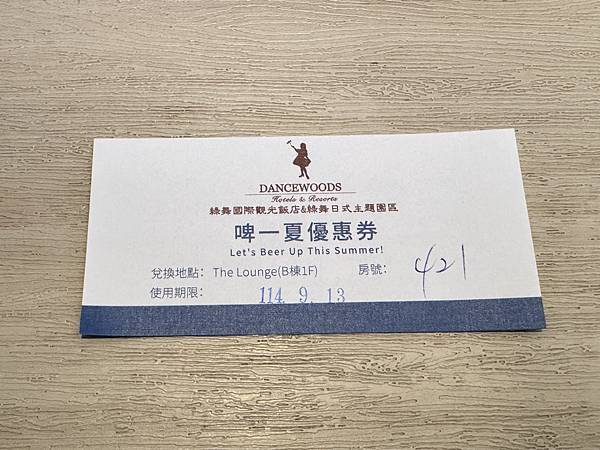 DANCEWOODS
Hotels & Resorts
綠舞國際觀光飯店&綠舞日式主題園區
啤一夏優惠券
Let's Beer Up This Summer!
兌換地點： The Lounge(B棟1F) 房號： 421
使用期限： 114. 9. 13